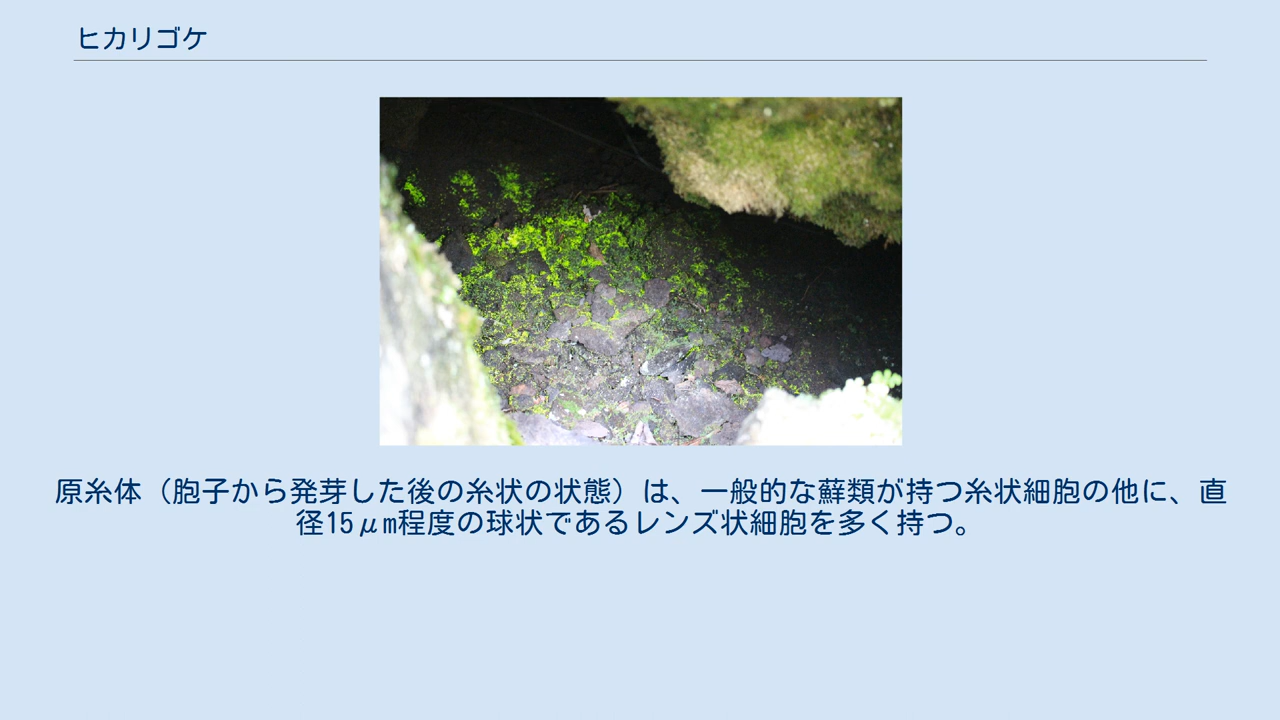 ヒカリゴケ
原糸体（胞子から発芽した後の糸状の状態）は、一般的な蘚類が持つ糸状細胞の他に、直
径15μm程度の球状であるレンズ状細胞を多く持つ。